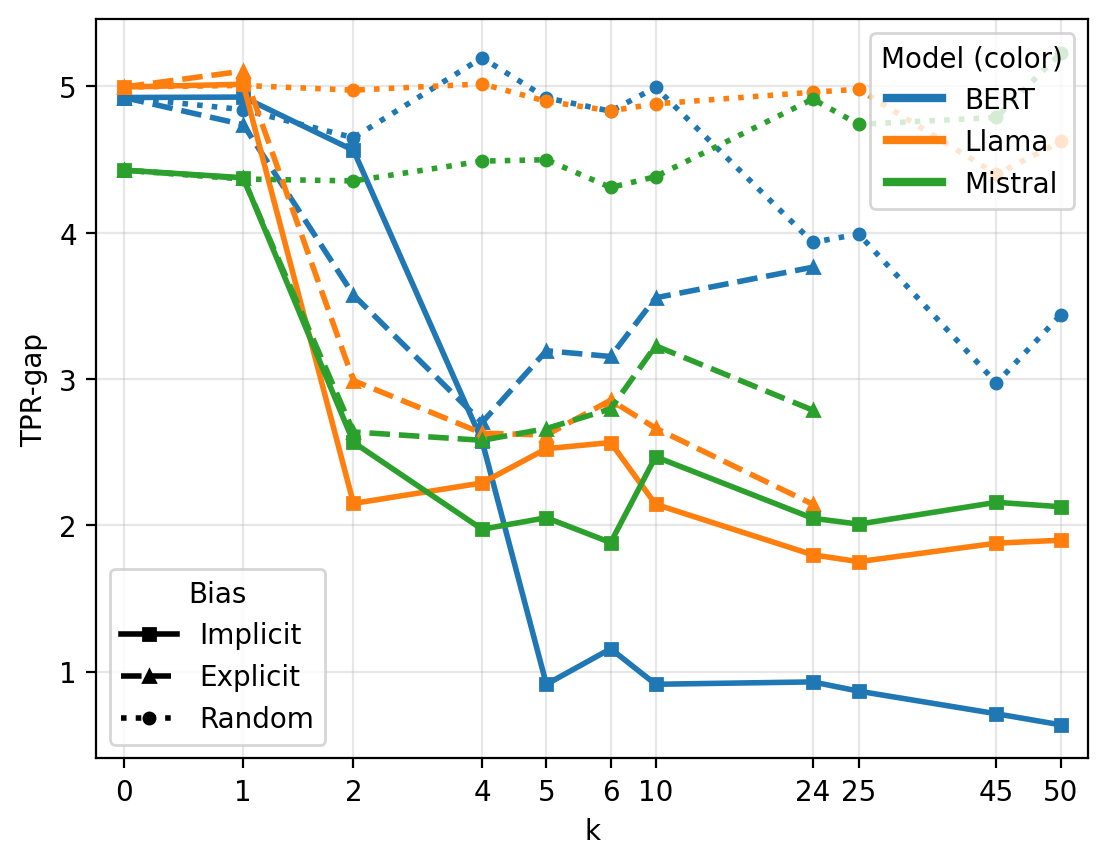 Model (color)
BERT
Llama
Mistral
5
4
3
2
1
TPR-gap
Bias
Implicit
Explicit
Random
0 1 2 4 5 6 10 24 25 45 50
k